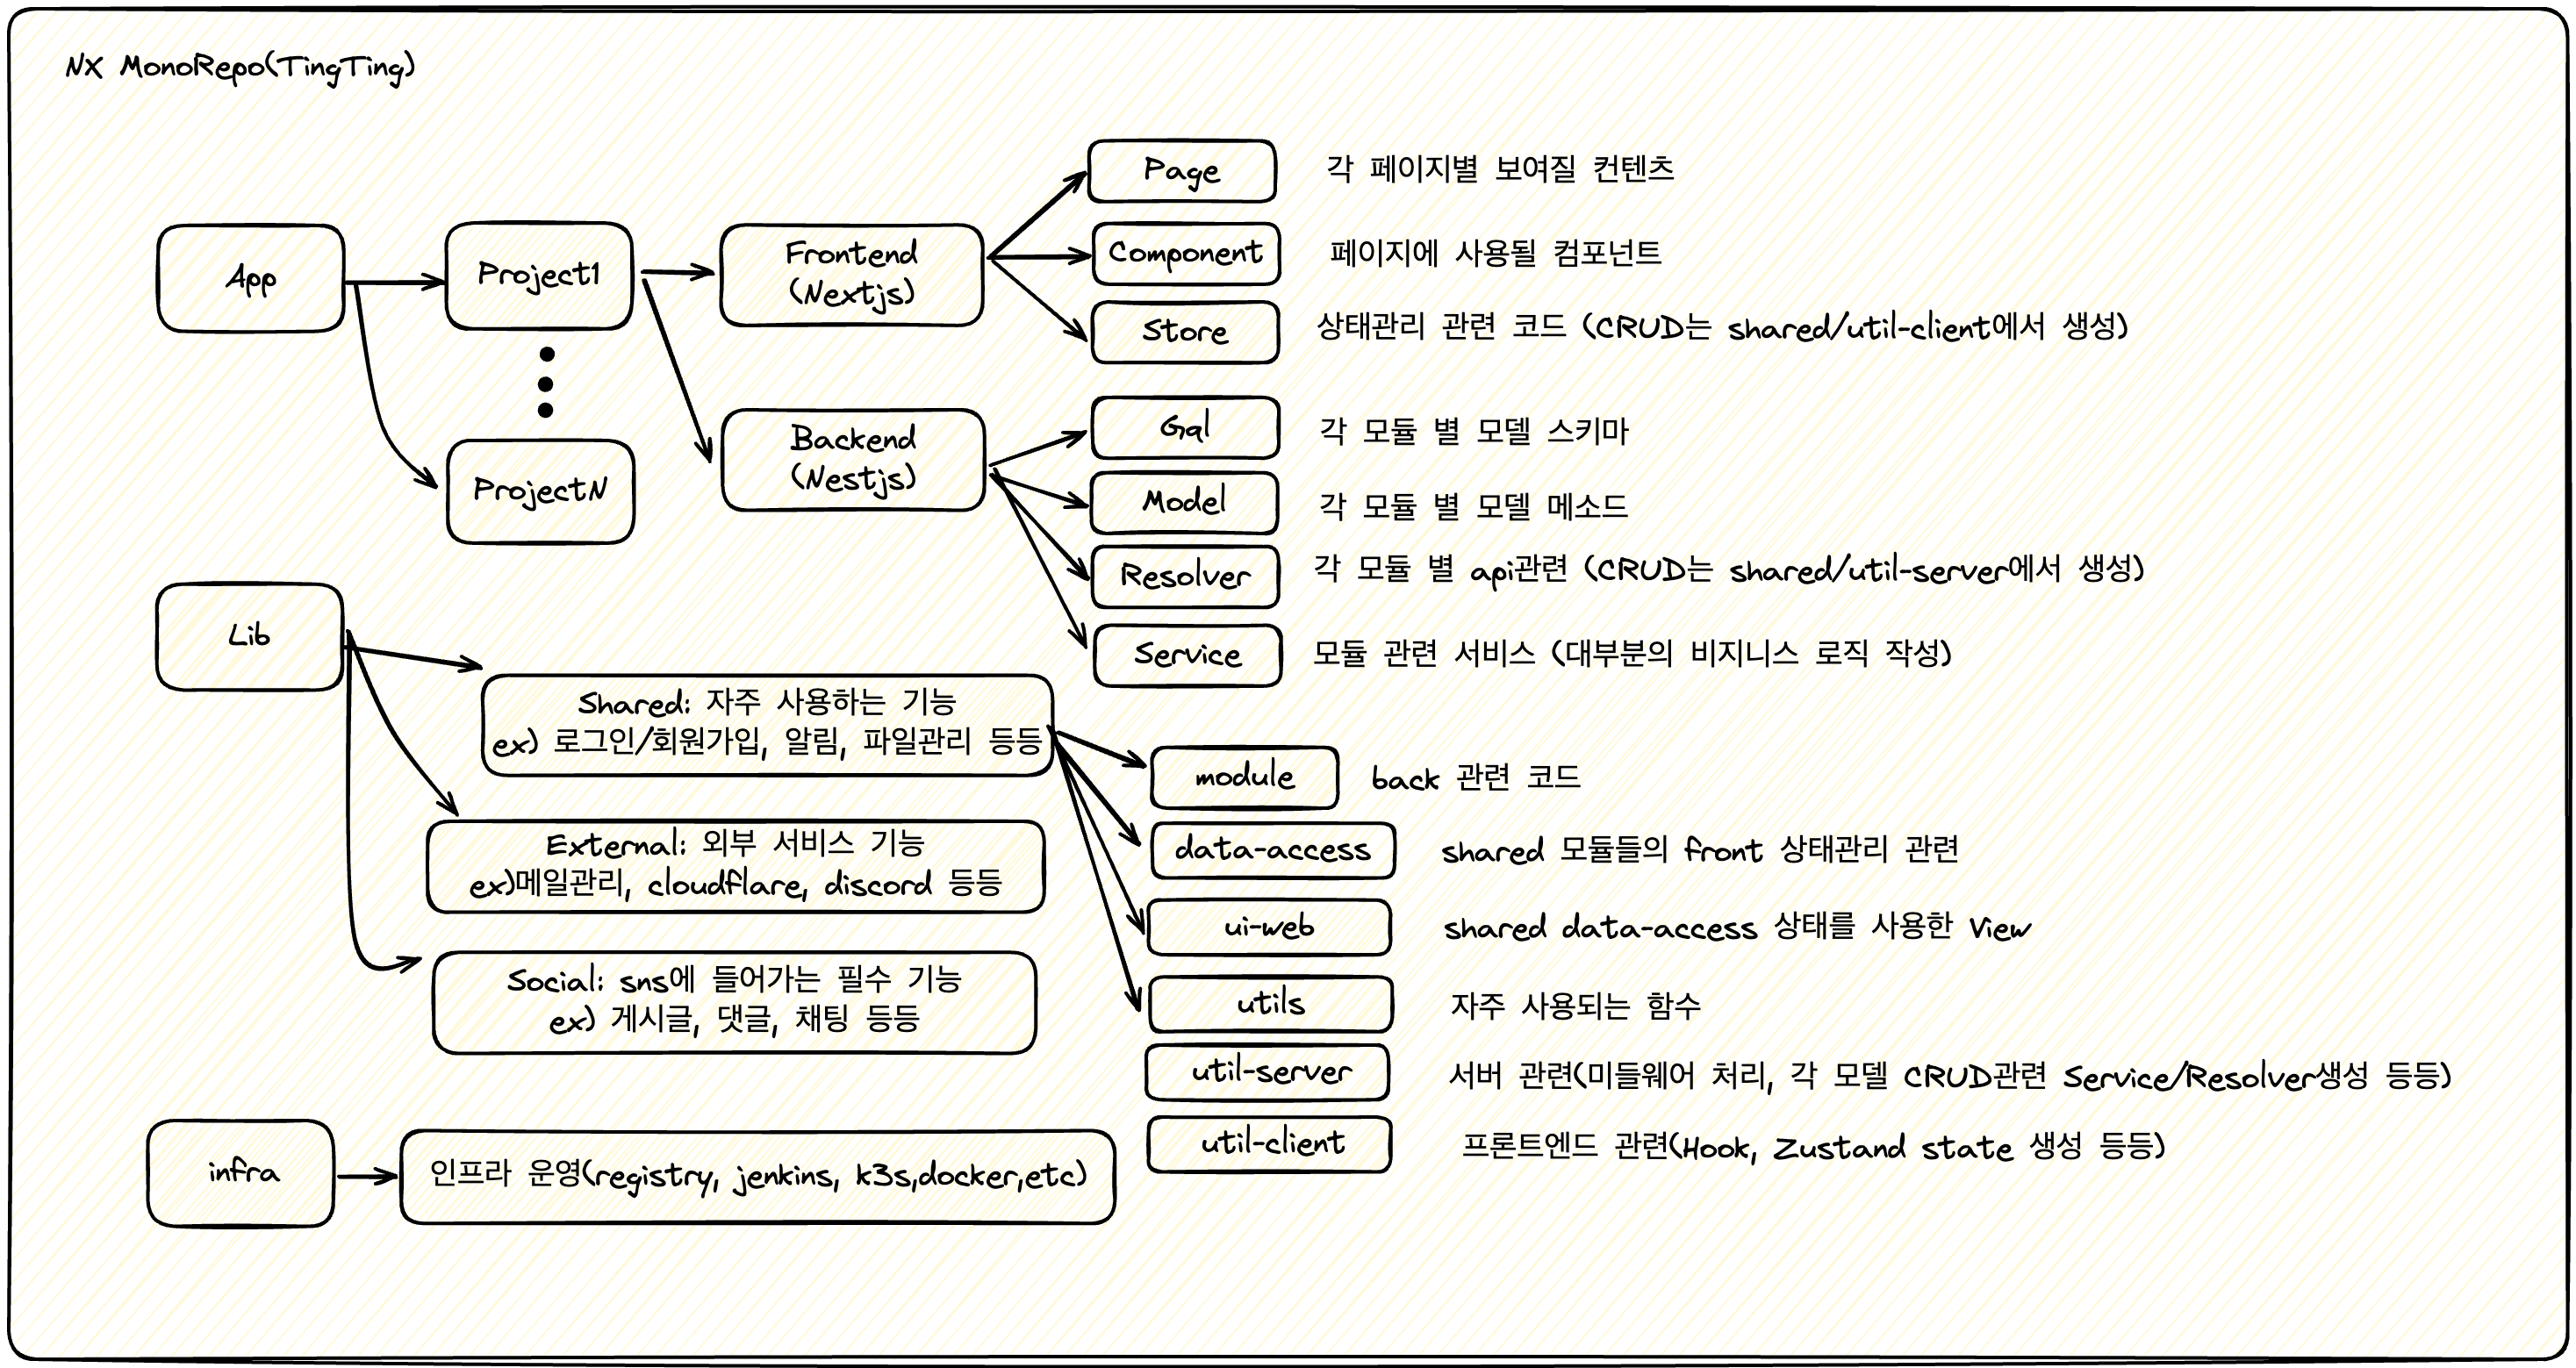 NX MonoRepo(TingTing)
App
Project1
ProjectN
Frontend
(Nextjs)
Page
각 페이지별 보여질 컨텐츠
Component
페이지에 사용될 컴포넌트
Store
상태관리 관련 코드 (CRUD는 shared/util-client에서 생성)
Backend
(Nestjs)
Gql
각 모듈 별 모델 스키마
Model
각 모듈 별 모델 메소드
Resolver
각 모듈 별 api관련 (CRUD는 shared/util-server에서 생성)
Service
모듈 관련 서비스 (대부분의 비지니스 로직 작성)
Lib
Shared: 자주 사용하는 기능
ex) 로그인/회원가입, 알림, 파일관리 등등
External: 외부 서비스 기능
ex)메일관리, cloudflare, discord 등등
Social: sns에 들어가는 필수 기능
ex) 게시글, 댓글, 채팅 등등
module
back 관련 코드
data-access
shared 모듈들의 front 상태관리 관련
ui-web
shared data-access 상태를 사용한 View
utils
자주 사용되는 함수
util-server
서버 관련(미들웨어 처리, 각 모델 CRUD관련 Service/Resolver생성 등등)
util-client
프론트엔드 관련(Hook, Zustand state 생성 등등)
infra
인프라 운영(registry, jenkins, k3s,docker,etc)